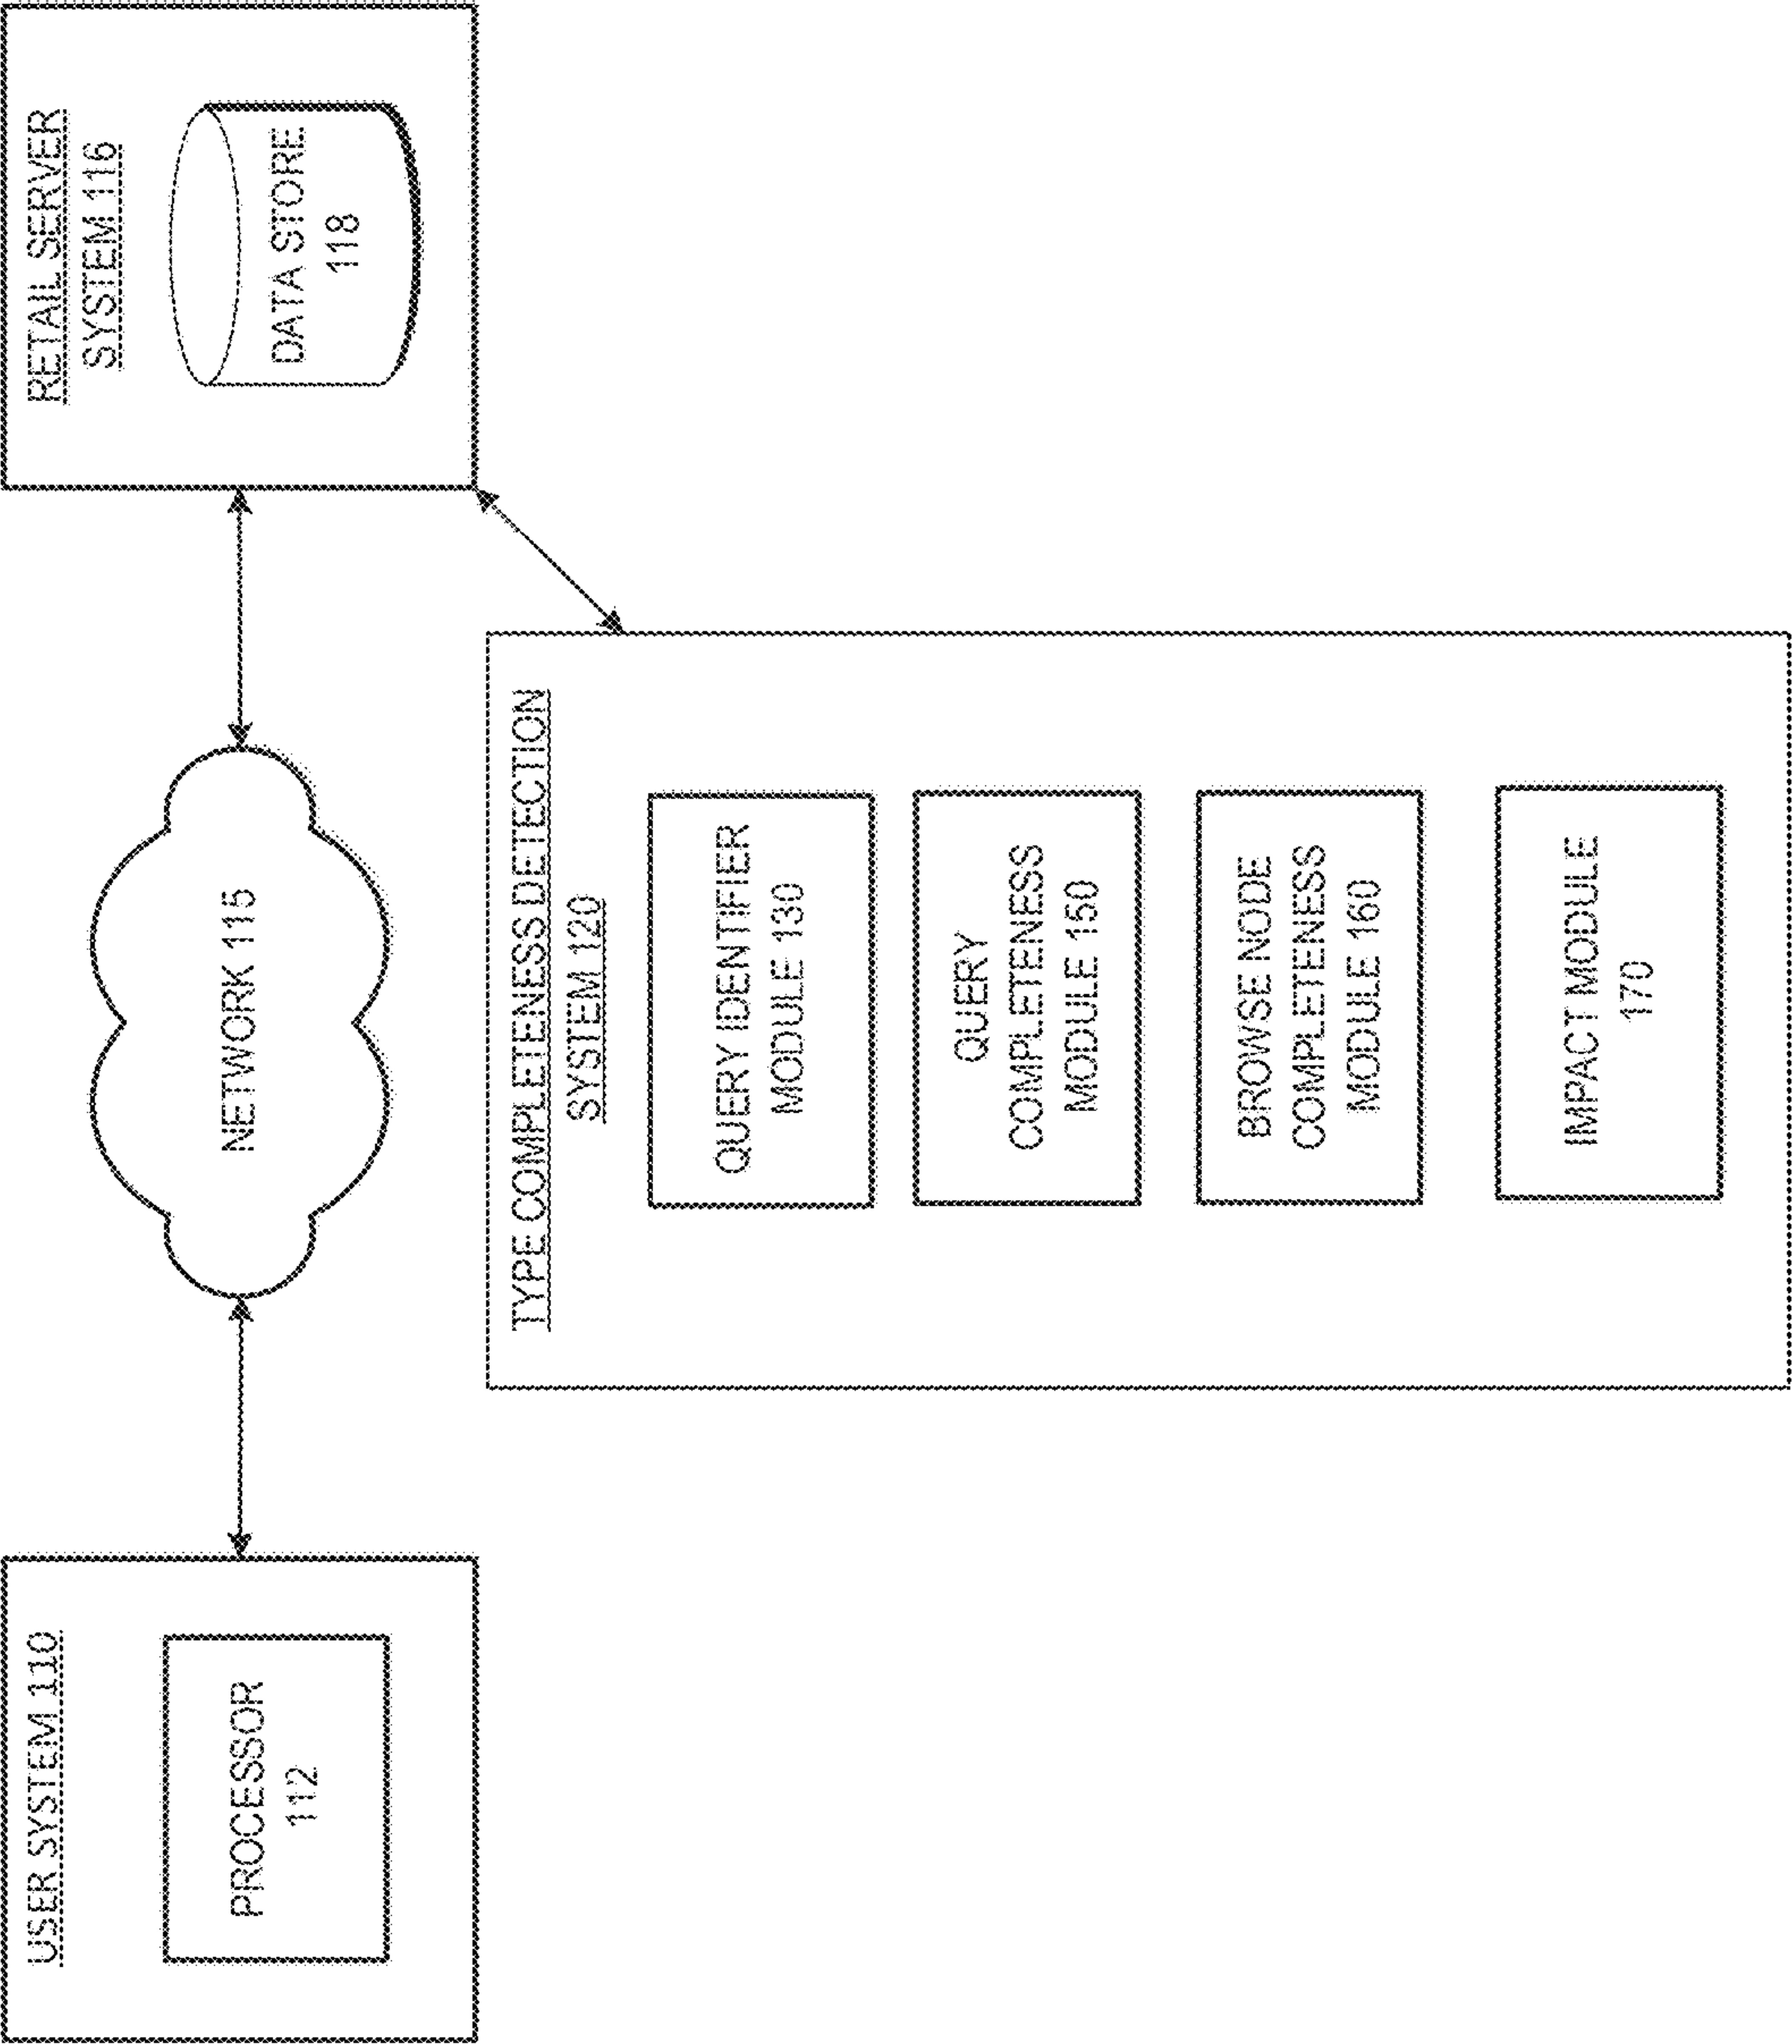 USER SYSTEM 110
PROCESSOR
112
NETWORK 115
RETAIL SERVER
SYSTEM 116
DATA STORE
118
TYPE COMPLETENESS DETECTION
SYSTEM 120
QUERY IDENTIFIER
MODULE 130
QUERY
COMPLETENESS
MODULE 150
BROWSE NODE
COMPLETENESS
MODULE 160
IMPACT MODULE
170